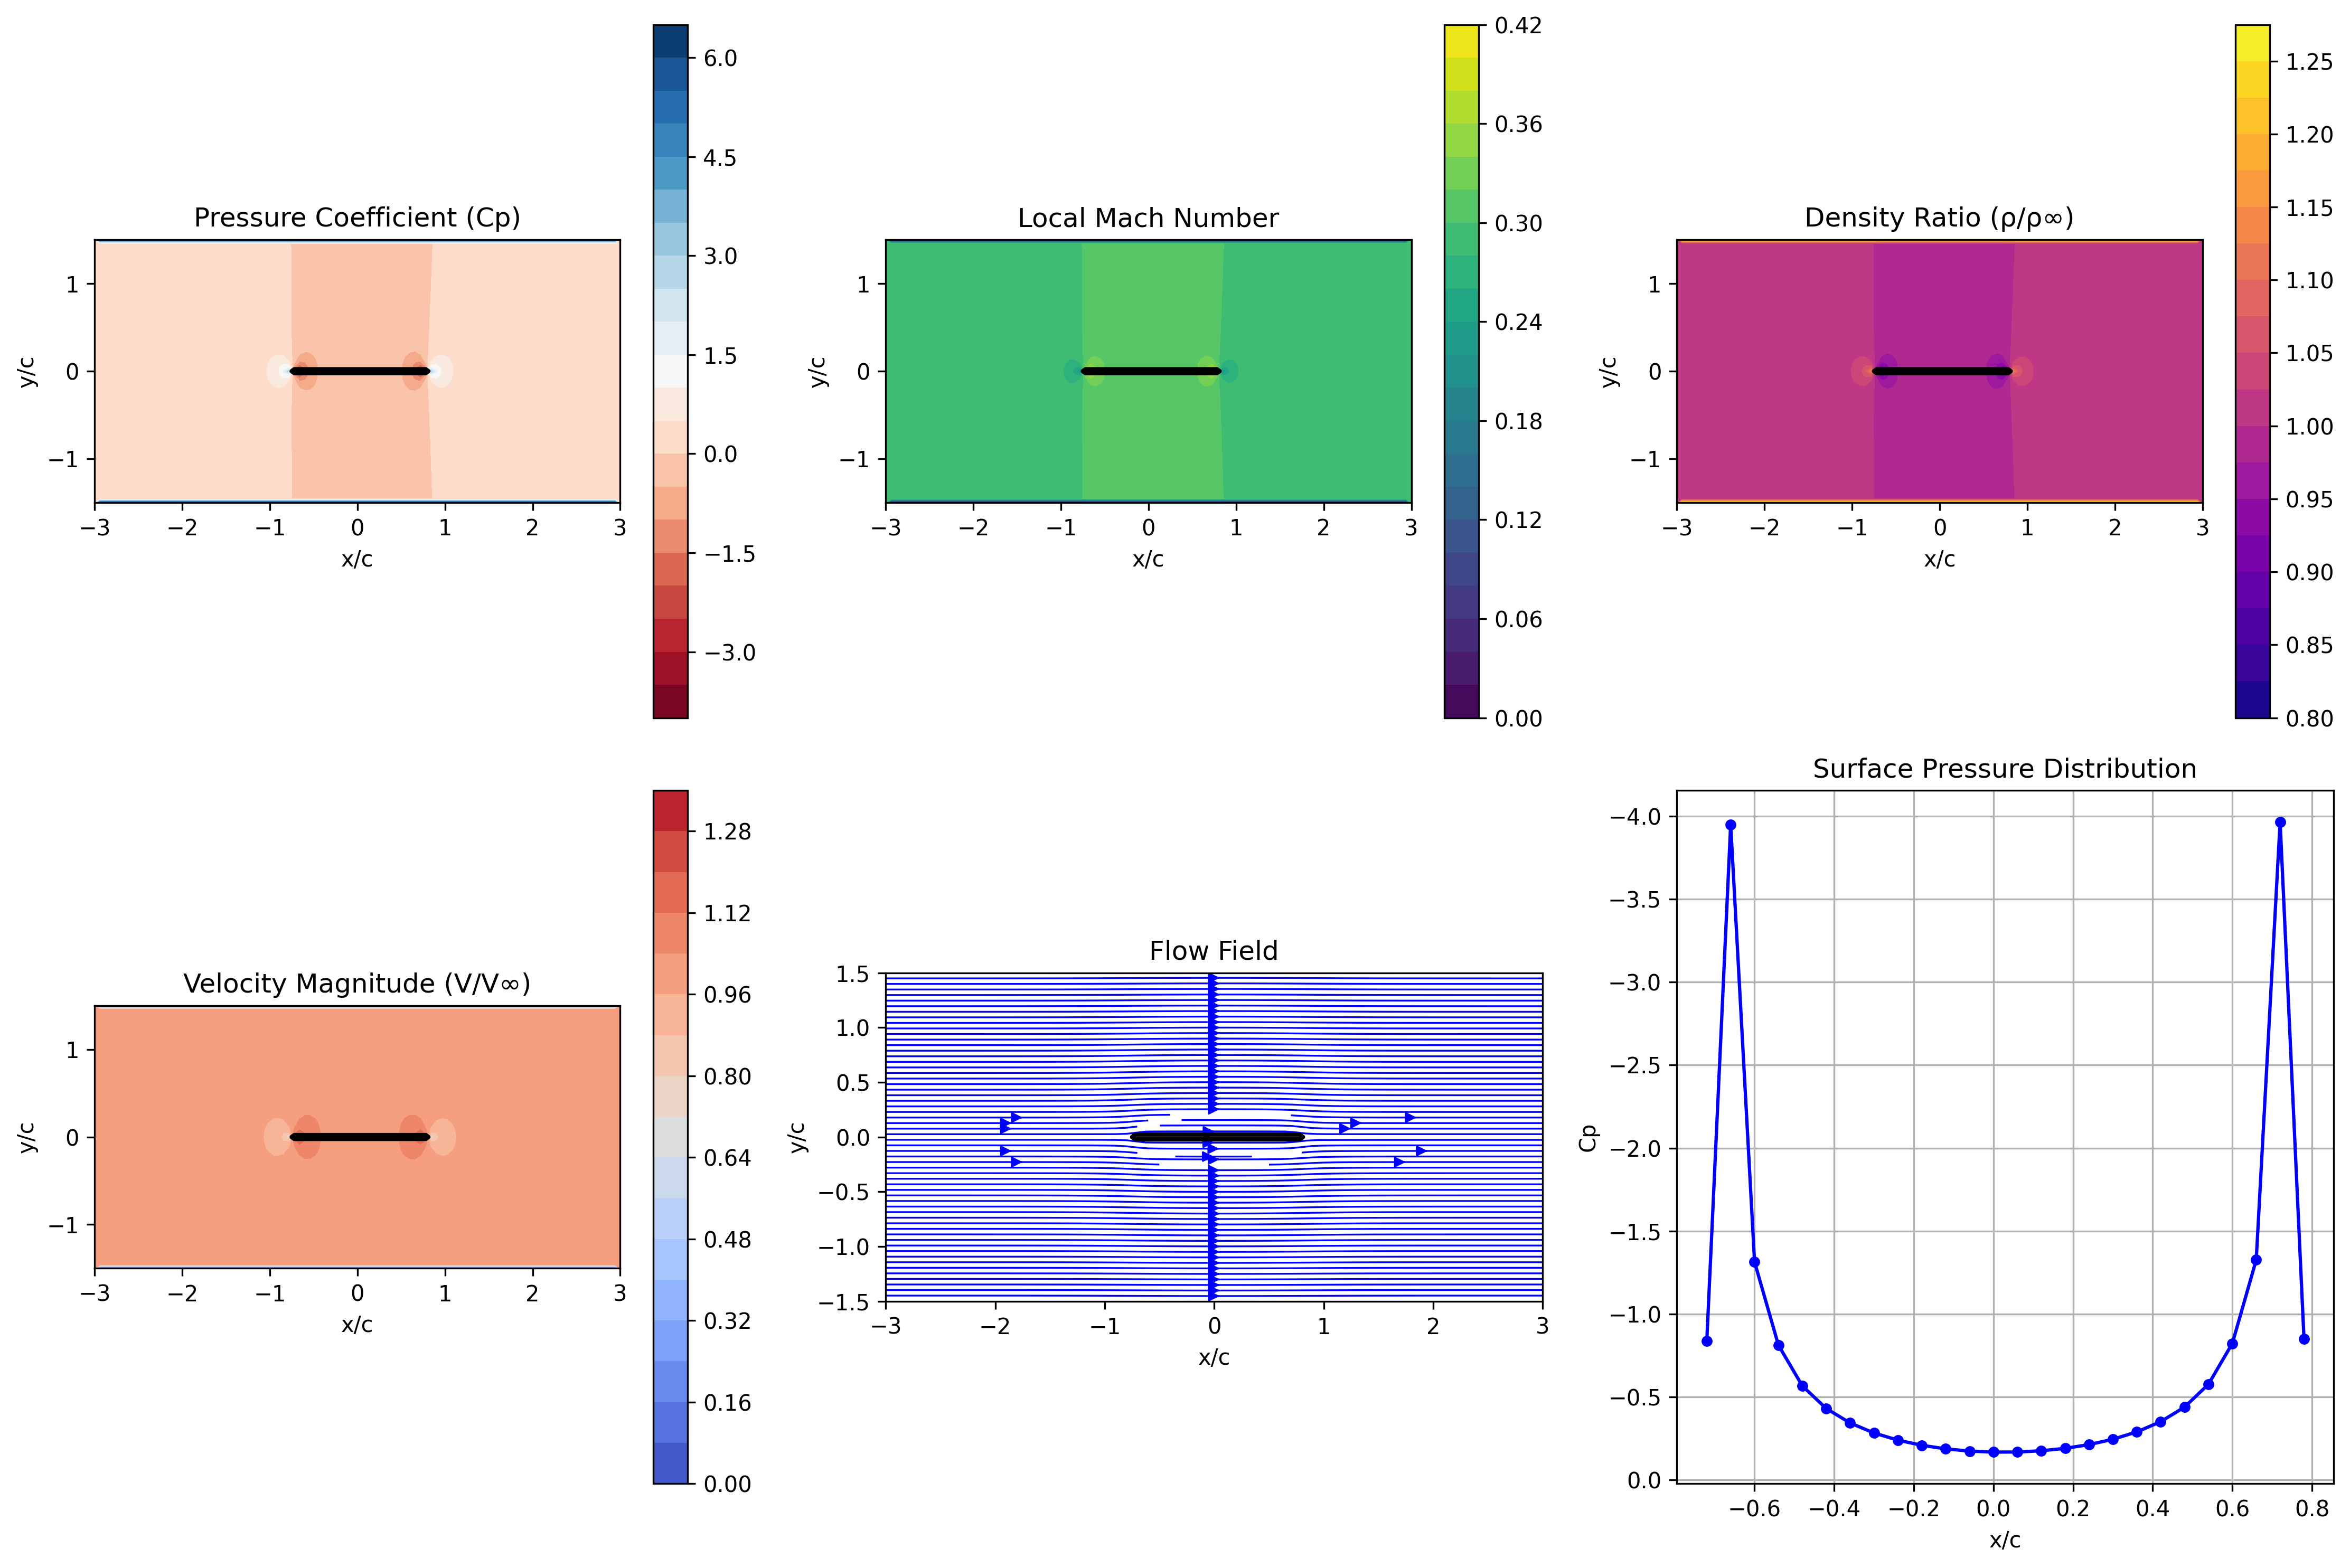 Pressure Coefficient (Cp)
y/c
1
0
−1
−3 −2 −1 0 1 2 3
x/c
6.0
4.5
3.0
1.5
0.0
−1.5
−3.0
Local Mach Number
y/c
1
0
−1
−3 −2 −1 0 1 2 3
x/c
0.42
0.36
0.30
0.24
0.18
0.12
0.06
0.00
Density Ratio (ρ/ρ∞)
y/c
1
0
−1
−3 −2 −1 0 1 2 3
x/c
1.25
1.20
1.15
1.10
1.05
1.00
0.95
0.90
0.85
0.80
Velocity Magnitude (V/V∞)
y/c
1
0
−1
−3 −2 −1 0 1 2 3
x/c
1.28
1.12
0.96
0.80
0.64
0.48
0.32
0.16
0.00
Flow Field
y/c
1.5
1.0
0.5
0.0
−0.5
−1.0
−1.5
−3 −2 −1 0 1 2 3
x/c
Surface Pressure Distribution
Cp
−4.0
−3.5
−3.0
−2.5
−2.0
−1.5
−1.0
−0.5
0.0
−0.6 −0.4 −0.2 0.0 0.2 0.4 0.6 0.8
x/c